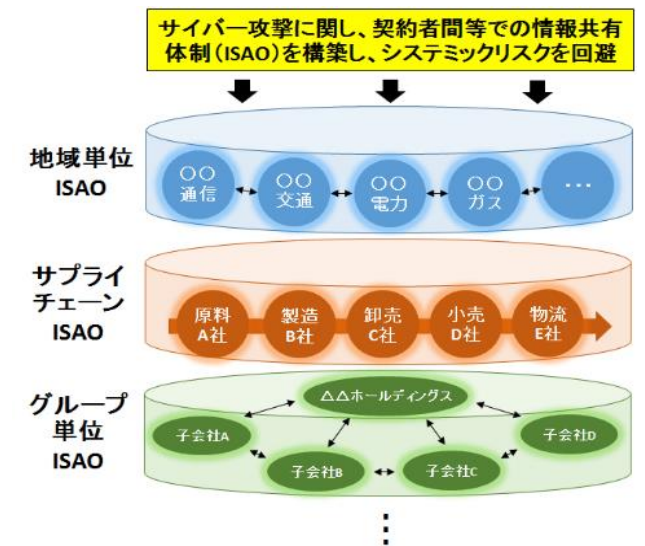 サイバー攻撃に関し、契約者間等での情報共有
体制(ISAO)を構築し、システミックリスクを回避
地域単位
ISAO
○○
通信
○○
交通
○○
電力
○○
ガス
・・・
サプライ
チェーン
ISAO
原料
A社
製造
B社
卸売
C社
小売
D社
物流
E社
グループ
単位
ISAO
△△ホールディングス
子会社A
子会社B
子会社C
子会社D
⋮